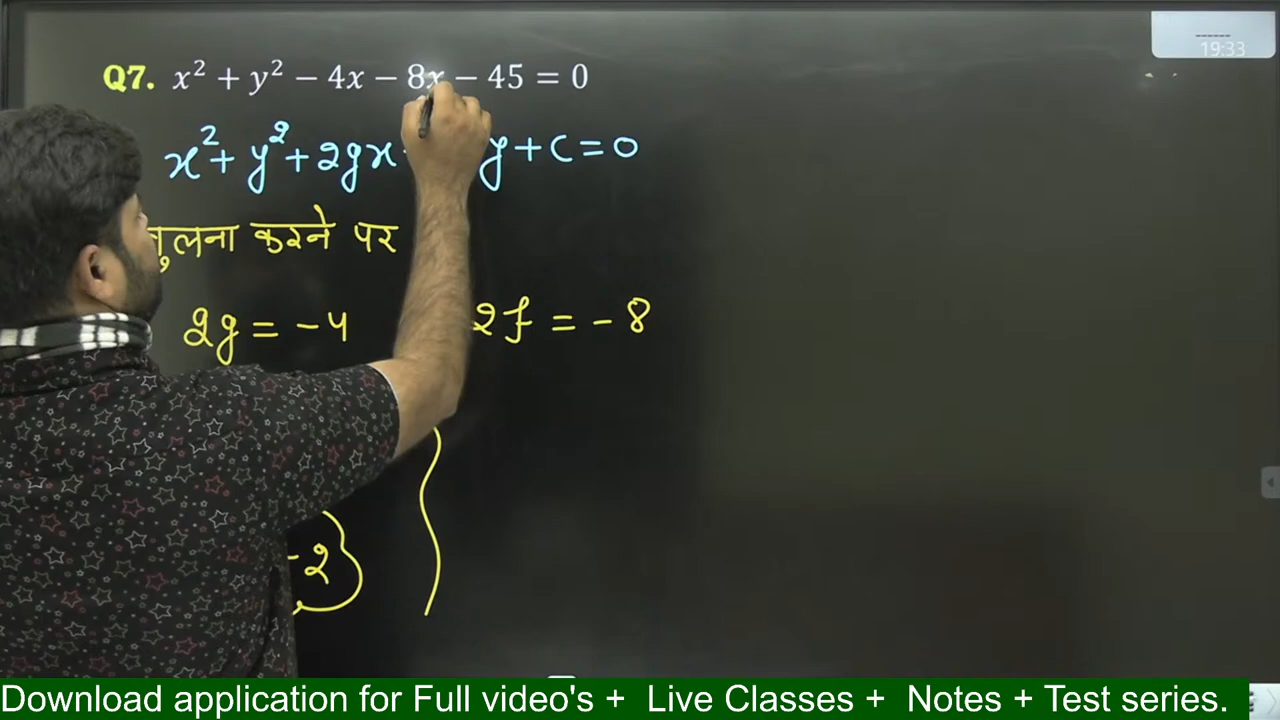 19:33
Q7. x² + y² − 4x − 8x − 45 = 0
x² + y² + 2gx y + c = 0
तुलना करने पर
2g = −4 2f = −8
−2
Download application for Full video's + Live Classes + Notes + Test series.